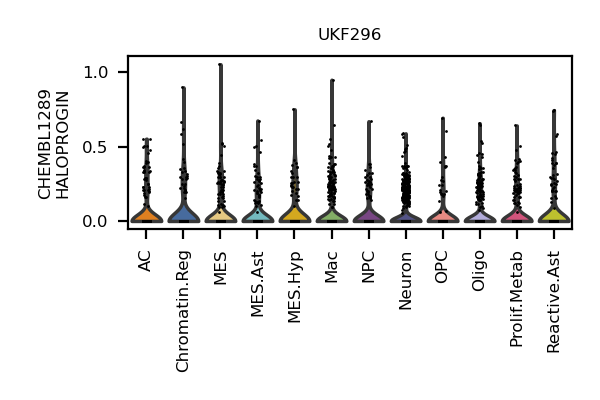 UKF296
CHEMBL1289
HALOPROGIN
1.0
0.5
0.0
AC
Chromatin.Reg
MES
MES.Ast
MES.Hyp
Mac
NPC
Neuron
OPC
Oligo
Prolif.Metab
Reactive.Ast